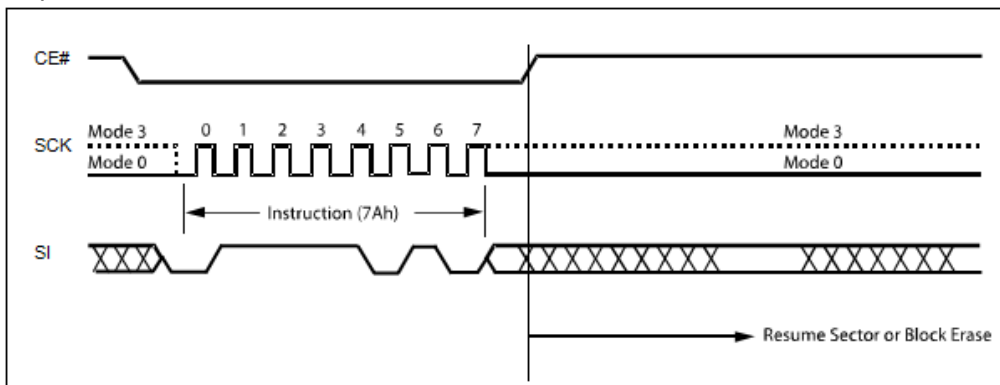 CE#
Mode 3
0 1 2 3 4 5 6 7
Mode 3
SCK
Mode 0
Mode 0
Instruction (7Ah)
SI
Resume Sector or Block Erase